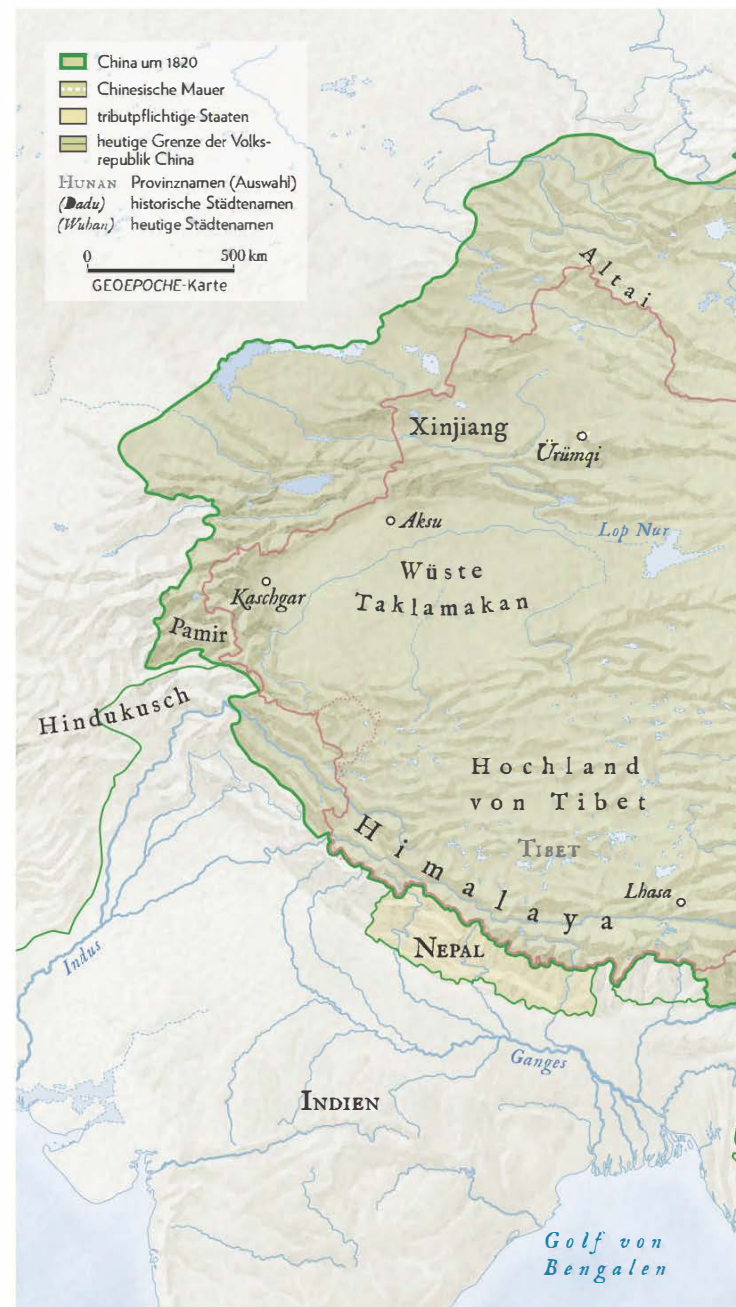 China um 1820
Chinesische Mauer
tributpflichtige Staaten
heutige Grenze der Volks-
republik China
HUNAN Provinznamen (Auswahl)
(Dadu) historische Städtenamen
(Wuhan) heutige Städtenamen
0 500 km
GEOEPOCHE-Karte
Altai
Xinjiang
Ürümqi
Aksu
Lop Nur
Wüste
Taklamakan
Kaschgar
Pamir
Hindukusch
Hochland
von Tibet
TIBET
Himalaya
Lhasa
NEPAL
Indus
Ganges
INDIEN
Golf von
Bengalen